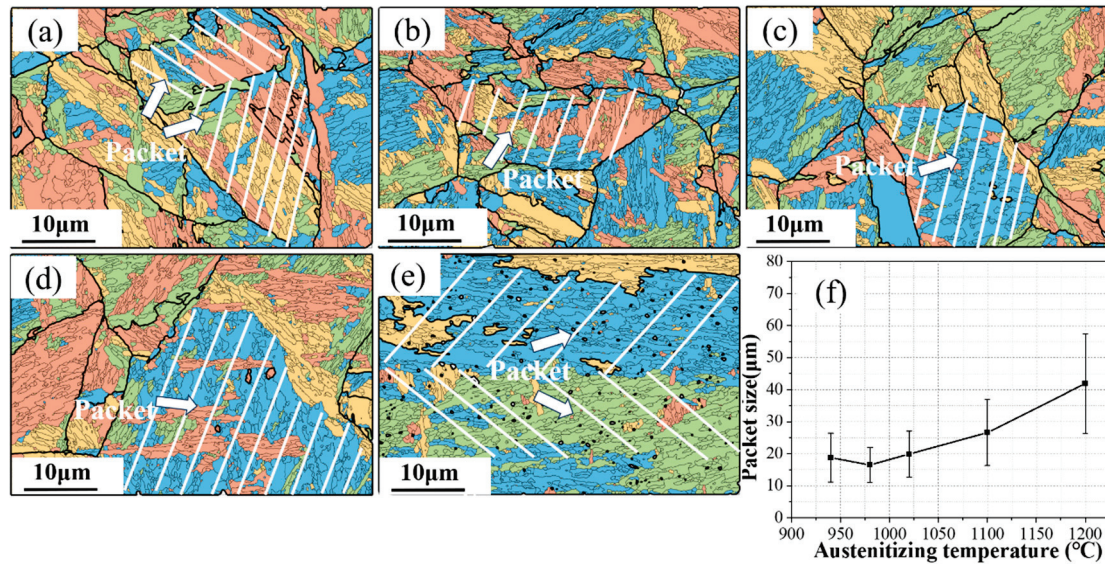 (a)
Packet
10μm
(b)
Packet
10μm
(c)
Packet
10μm
(d)
Packet
10μm
(e)
Packet
10μm
(f)
Packet size(μm)
80
70
60
50
40
30
20
10
0
900 950 1000 1050 1100 1150 1200
Austenitizing temperature (℃)